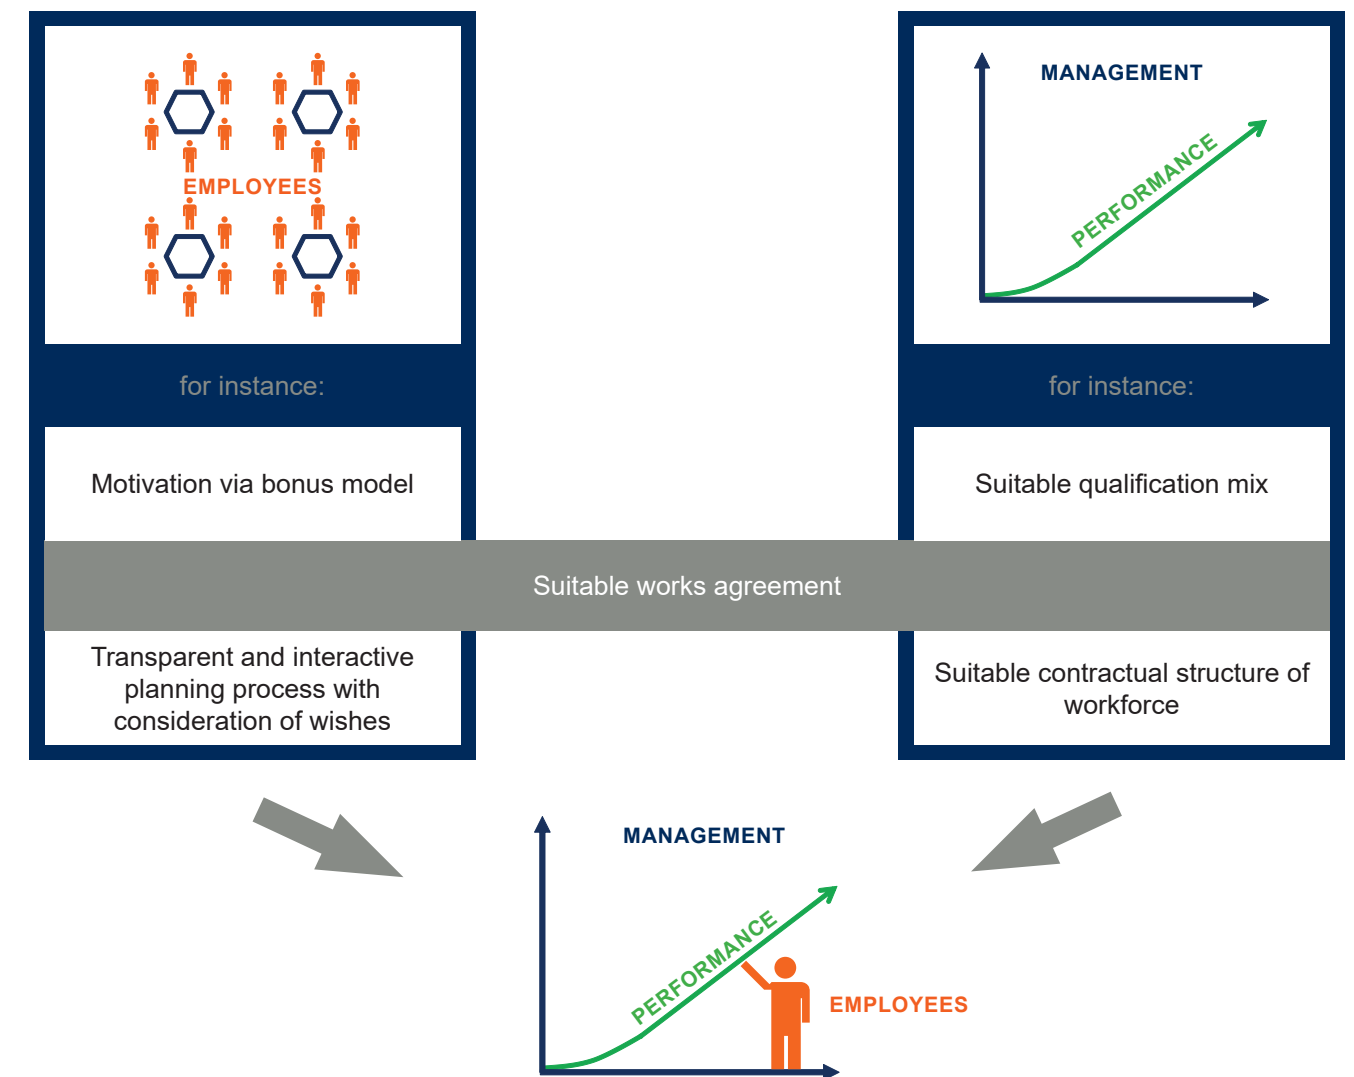 EMPLOYEES
for instance:
Motivation via bonus model
MANAGEMENT
PERFORMANCE
for instance:
Suitable qualification mix
Suitable works agreement
Transparent and interactive
planning process with
consideration of wishes
Suitable contractual structure of
workforce
MANAGEMENT
PERFORMANCE
EMPLOYEES